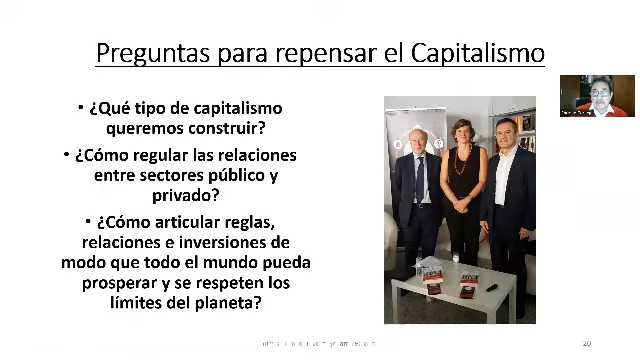 Preguntas para repensar el Capitalismo
• ¿Qué tipo de capitalismo
queremos construir?
• ¿Cómo regular las relaciones
entre sectores público y
privado?
• ¿Cómo articular reglas,
relaciones e inversiones de
modo que todo el mundo pueda
prosperar y se respeten los
límites del planeta?
20